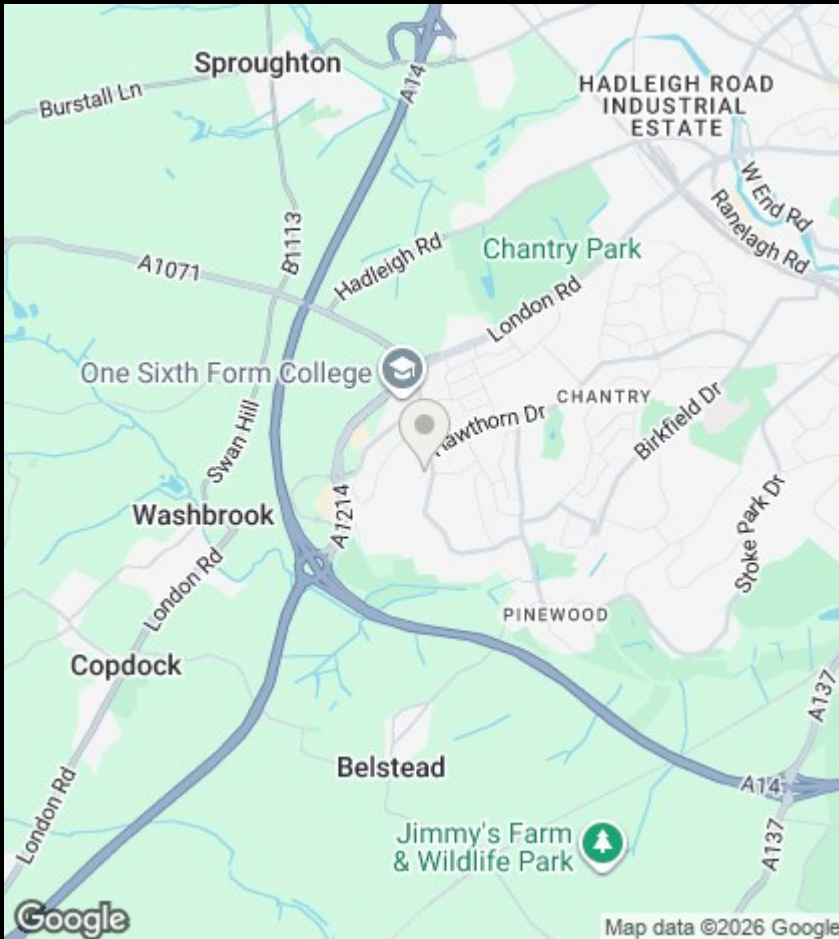 Sproughton
Burstall Ln
A14
HADLEIGH ROAD
INDUSTRIAL
ESTATE
W End Rd
Ranelagh Rd
B1113
A1071
Hadleigh Rd
Chantry Park
London Rd
One Sixth Form College
CHANTRY
Hawthorn Dr
Birkfield Dr
Swan Hill
A1214
Washbrook
London Rd
Stoke Park Dr
PINEWOOD
Copdock
A137
Belstead
London Rd
A14
Jimmy's Farm
& Wildlife Park
A137
Google
Map data ©2026 Google